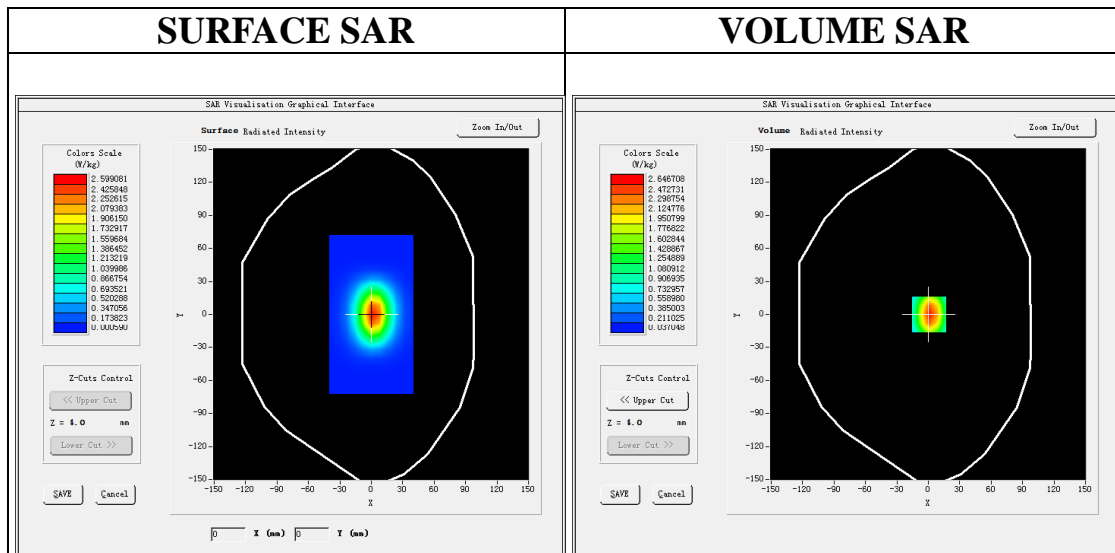 SURFACE SAR
VOLUME SAR
SAR Visualisation Graphical Interface
Surface Radiated Intensity
Zoom In/Out
Colors Scale
(W/kg)
2.599081
2.425848
2.252615
2.079383
1.906150
1.732917
1.559684
1.386452
1.213219
1.039986
0.866754
0.693521
0.520288
0.347056
0.173823
0.000590
Z-Cuts Control
<< Upper Cut
Z = 4.0 mm
Lower Cut >>
SAVE Cancel
150
120
90
60
30
0
-30
-60
-90
-120
-150
Y
-150 -120 -90 -60 -30 0 30 60 90 120 150
X
0 X (mm) 0 Y (mm)
SAR Visualisation Graphical Interface
Volume Radiated Intensity
Zoom In/Out
Colors Scale
(W/kg)
2.646708
2.472731
2.298754
2.124776
1.950799
1.776822
1.602844
1.428867
1.254889
1.080912
0.906935
0.732957
0.558980
0.385003
0.211025
0.037048
Z-Cuts Control
<< Upper Cut
Z = 4.0 mm
Lower Cut >>
SAVE Cancel
150
120
90
60
30
0
-30
-60
-90
-120
-150
Y
-150 -120 -90 -60 -30 0 30 60 90 120 150
X